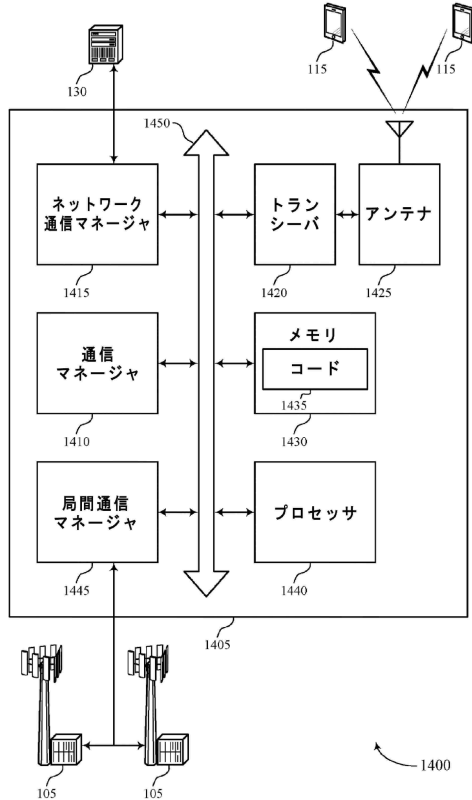 115
115
130
1450
ネットワーク
通信マネージャ
トラン
シーバ
アンテナ
1415
1420
1425
通信
マネージャ
メモリ
コード
1435
1410
1430
局間通信
マネージャ
プロセッサ
1445
1440
1405
105
105
1400